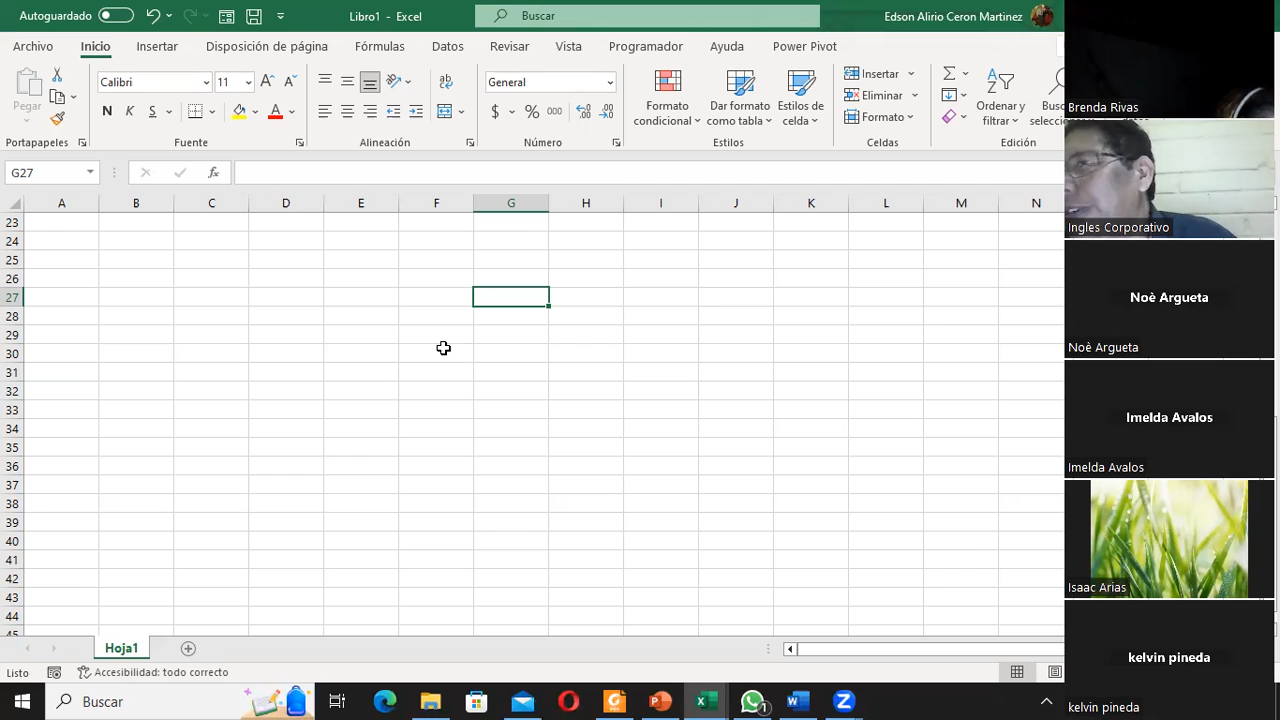 Autoguardado
Libro1 - Excel
Buscar
Edson Alirio Ceron Martinez
Archivo Inicio Insertar Disposición de página Fórmulas Datos Revisar Vista Programador Ayuda Power Pivot
Pegar
Calibri 11
N K S
General
$ % 000
Formato condicional
Dar formato como tabla
Estilos de celda
Insertar
Eliminar
Formato
Ordenar y filtrar
Portapapeles Fuente Alineación Número Estilos Celdas Edición
G27
fx
A B C D E F G H I J K L M N
23
24
25
26
27
28
29
30
31
32
33
34
35
36
37
38
39
40
41
42
43
44
45
Hoja1
Listo
Accesibilidad: todo correcto
Buscar
1
Brenda Rivas
Ingles Corporativo
Noè Argueta
Noè Argueta
Imelda Avalos
Imelda Avalos
Isaac Arias
kelvin pineda
kelvin pineda